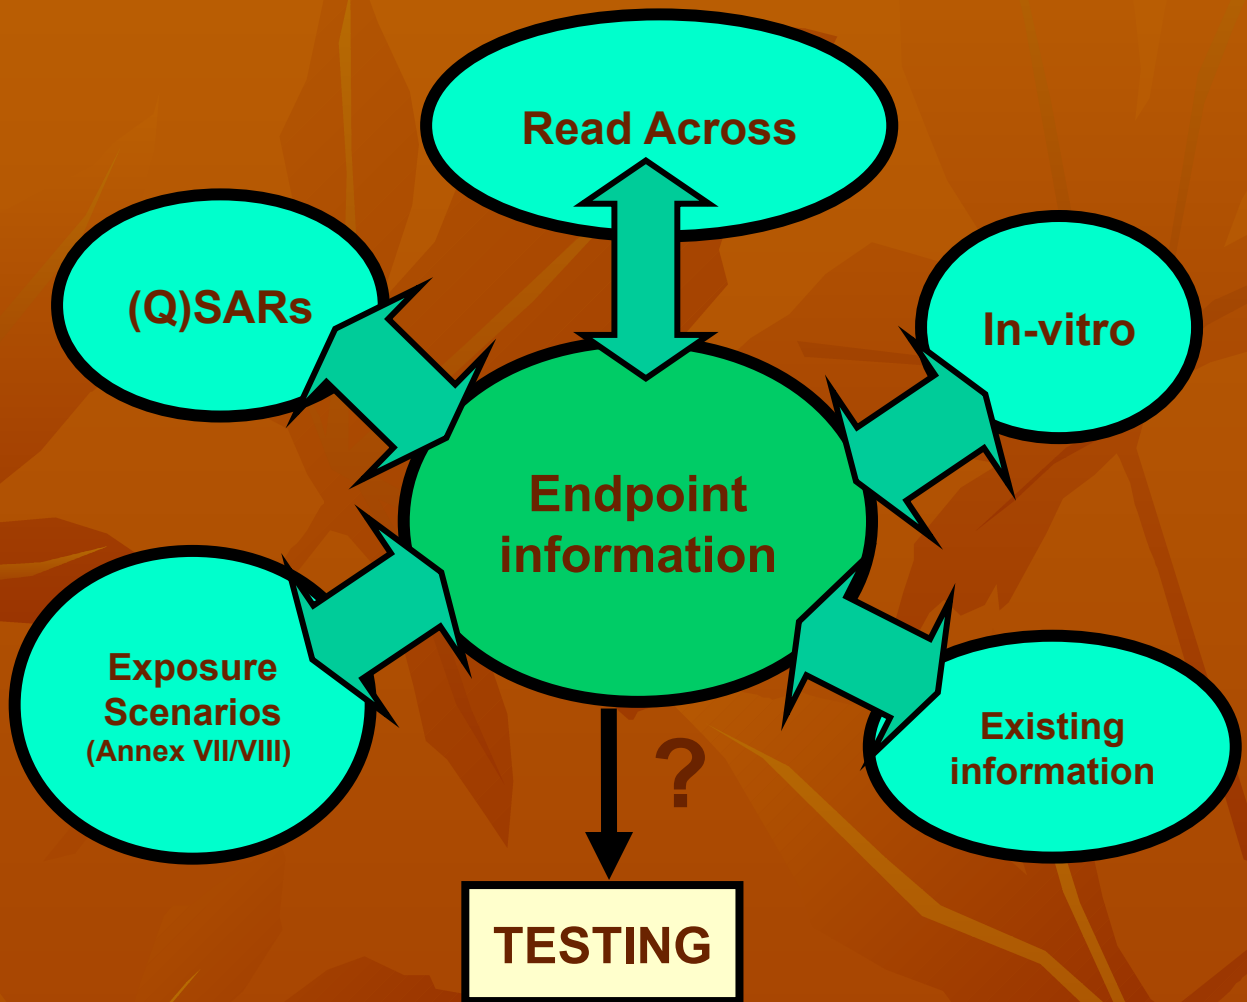 Read Across
(Q)SARs
In-vitro
Endpoint
information
Exposure
Scenarios
(Annex VII/VIII)
Existing
information
?
TESTING